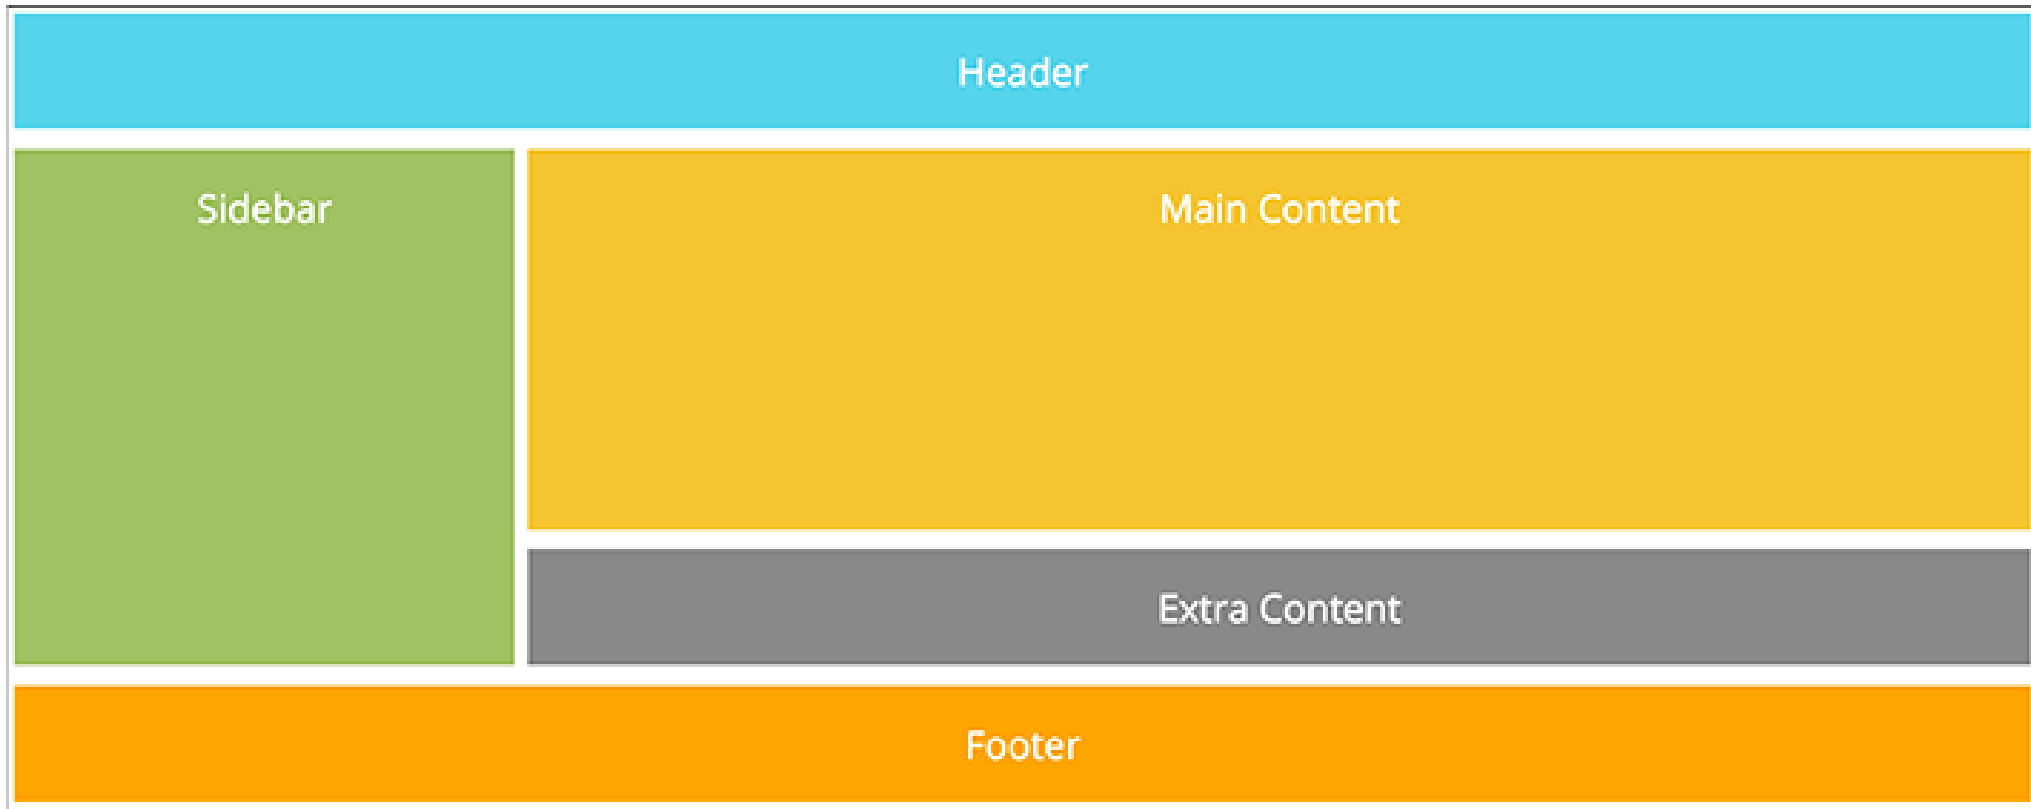 Header
Sidebar
Main Content
Extra Content
Footer